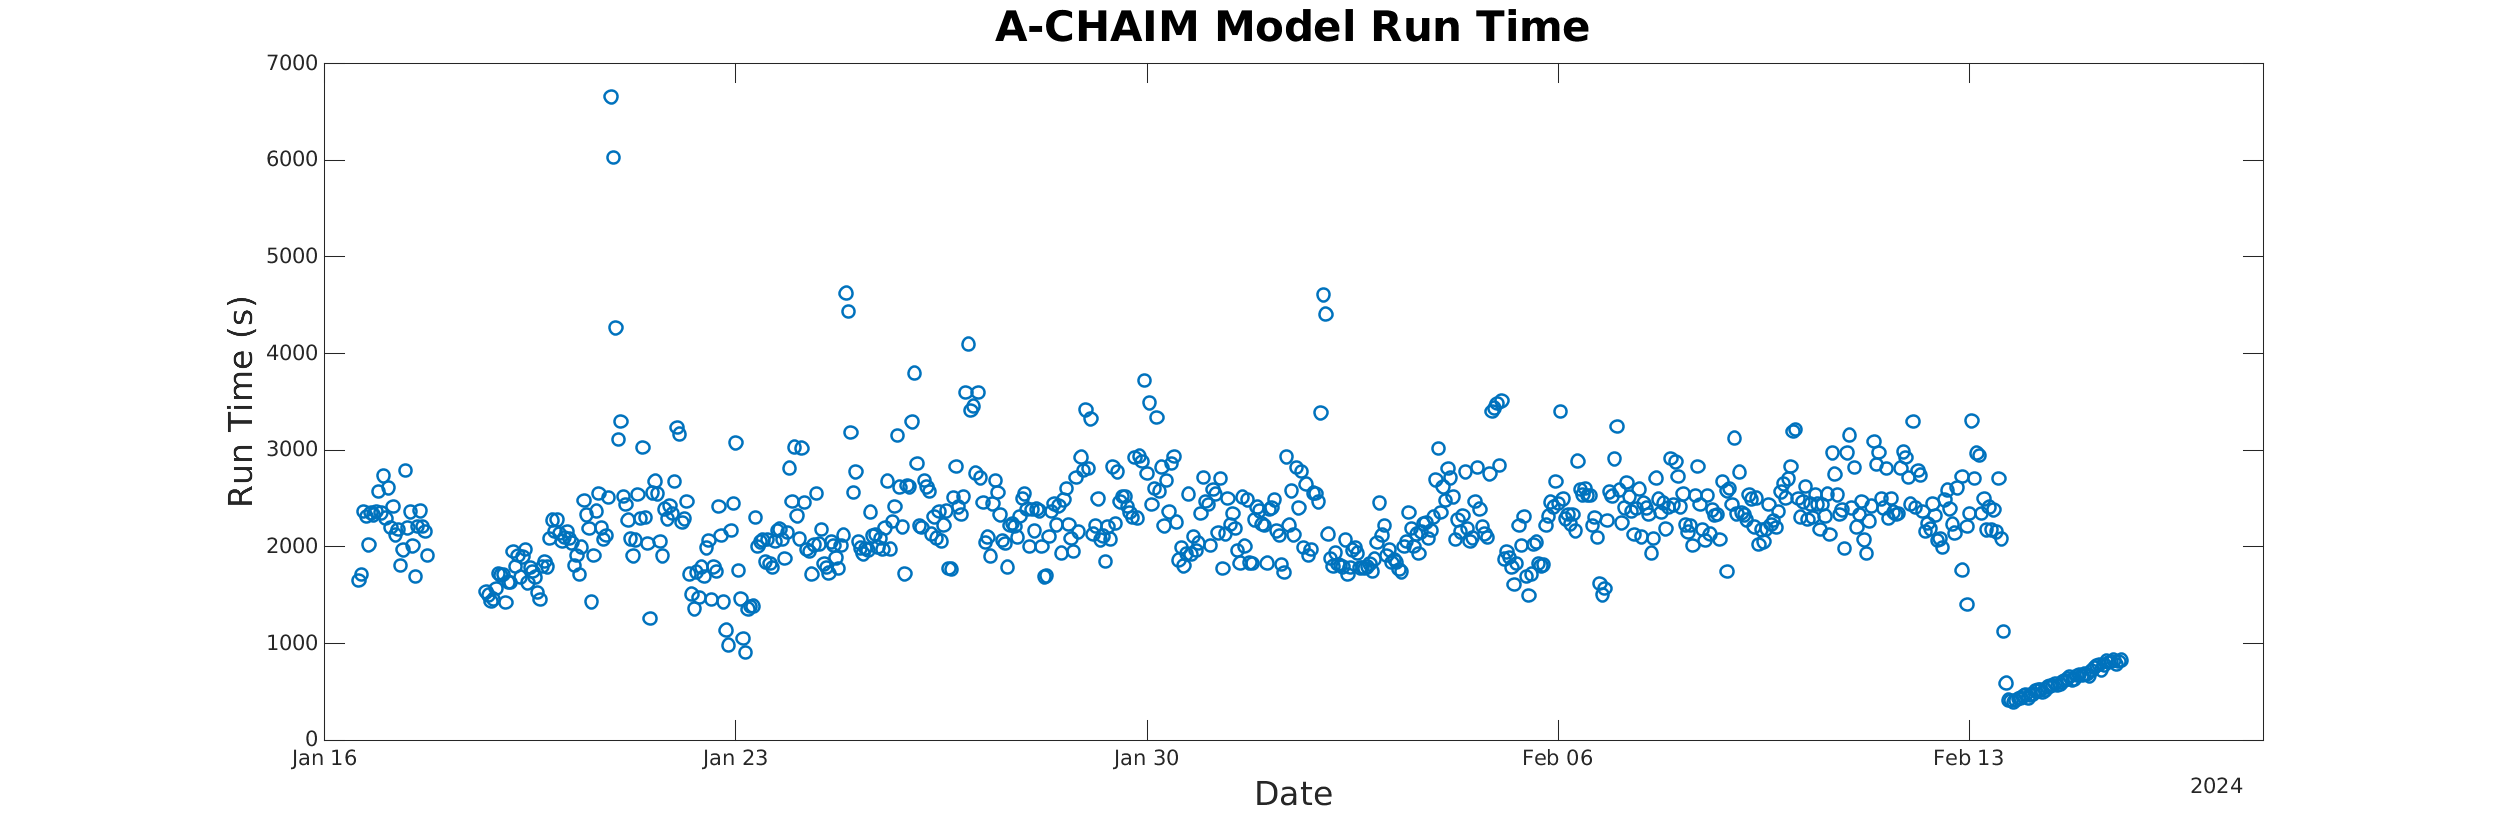 A-CHAIM Model Run Time
7000
6000
5000
4000
3000
2000
1000
0
Run Time (s)
Jan 16 Jan 23 Jan 30 Feb 06 Feb 13
2024
Date